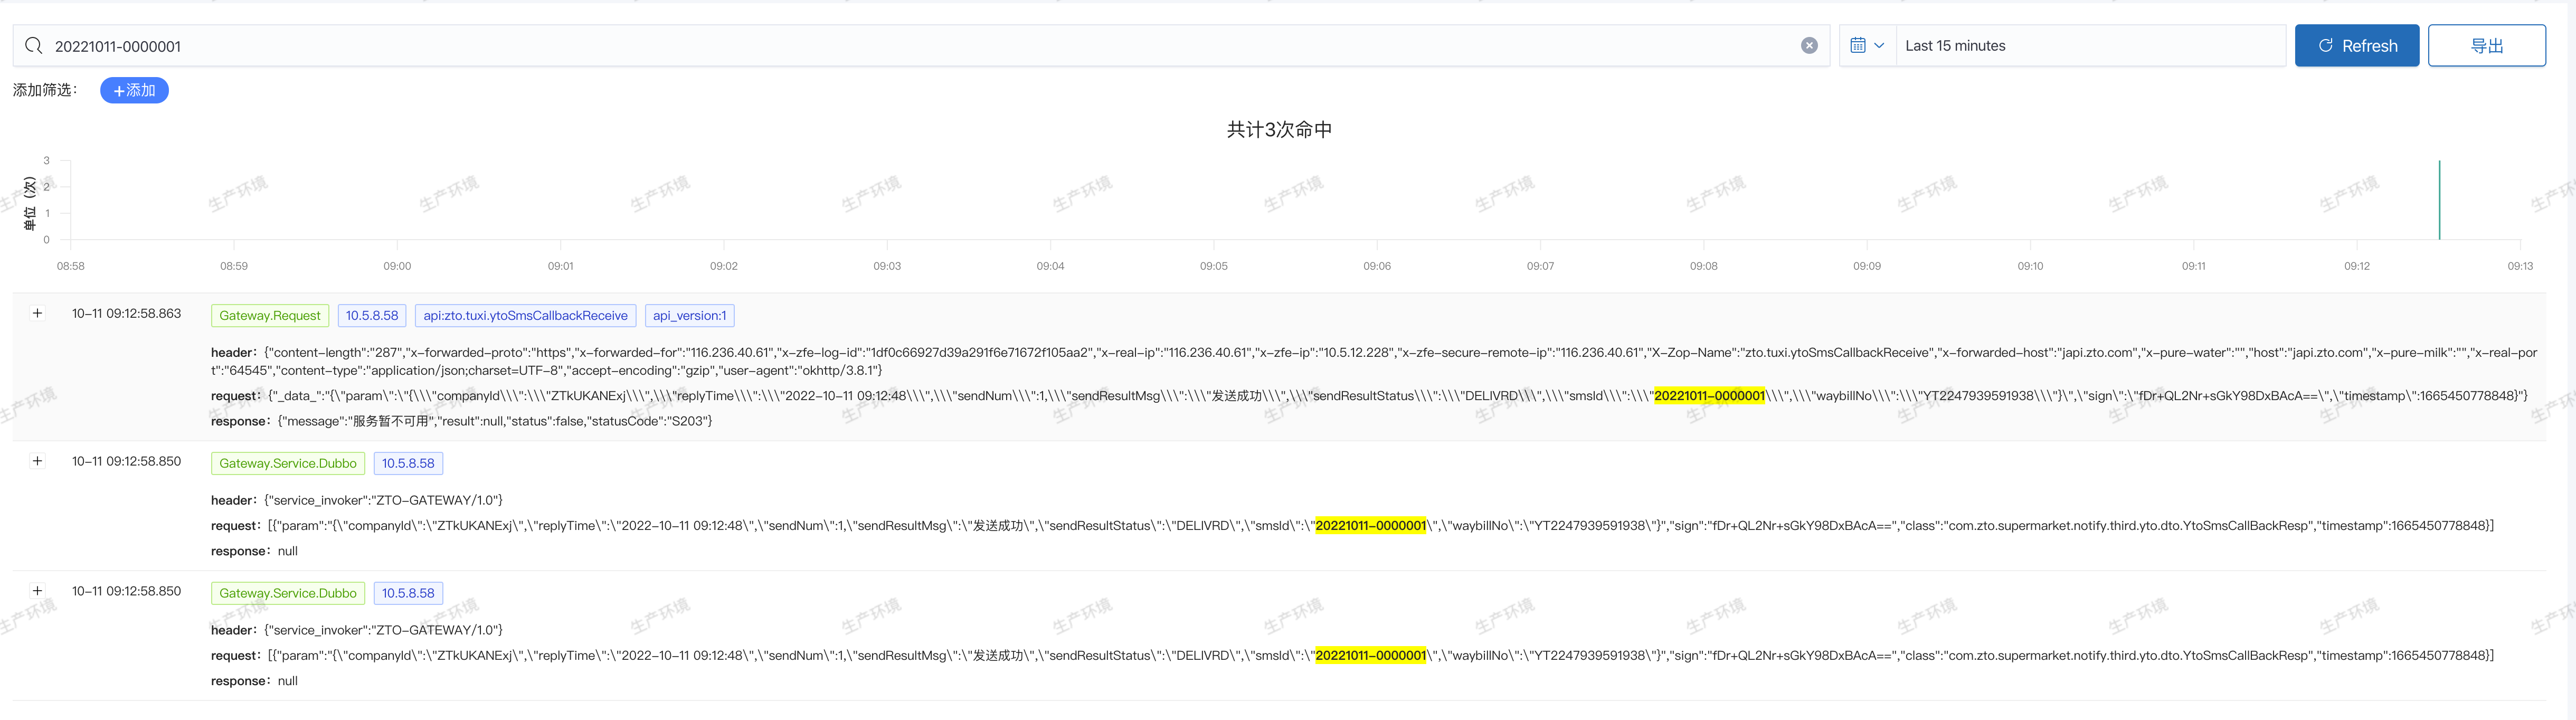 20221011-0000001
Last 15 minutes
Refresh
导出
添加筛选：
+添加
共计3次命中
单位（次）
3
2
1
0
08:58 08:59 09:00 09:01 09:02 09:03 09:04 09:05 09:06 09:07 09:08 09:09 09:10 09:11 09:12 09:13
10-11 09:12:58.863 Gateway.Request 10.5.8.58 api:zto.tuxi.ytoSmsCallbackReceive api_version:1
header：{"content-length":"287","x-forwarded-proto":"https","x-forwarded-for":"116.236.40.61","x-zfe-log-id":"1df0c66927d39a291f6e71672f105aa2","x-real-ip":"116.236.40.61","x-zfe-ip":"10.5.12.228","x-zfe-secure-remote-ip":"116.236.40.61","X-Zop-Name":"zto.tuxi.ytoSmsCallbackReceive","x-forwarded-host":"japi.zto.com","x-pure-water":"","host":"japi.zto.com","x-pure-milk":"","x-real-por
t":"64545","content-type":"application/json;charset=UTF-8","accept-encoding":"gzip","user-agent":"okhttp/3.8.1"}
request：{"_data_":"{\"param\":\"{\\\"companyId\\\":\\\"ZTkUKANExj\\\",\\\"replyTime\\\":\\\"2022-10-11 09:12:48\\\",\\\"sendNum\\\":1,\\\"sendResultMsg\\\":\\\"发送成功\\\",\\\"sendResultStatus\\\":\\\"DELIVRD\\\",\\\"smsId\\\":\\\"20221011-0000001\\\",\\\"waybillNo\\\":\\\"YT2247939591938\\\"}\",\"sign\":\"fDr+QL2Nr+sGkY98DxBAcA==\",\"timestamp\":1665450778848}"}
response：{"message":"服务暂不可用","result":null,"status":false,"statusCode":"S203"}
10-11 09:12:58.850 Gateway.Service.Dubbo 10.5.8.58
header：{"service_invoker":"ZTO-GATEWAY/1.0"}
request：[{"param":"{\"companyId\":\"ZTkUKANExj\",\"replyTime\":\"2022-10-11 09:12:48\",\"sendNum\":1,\"sendResultMsg\":\"发送成功\",\"sendResultStatus\":\"DELIVRD\",\"smsId\":\"20221011-0000001\",\"waybillNo\":\"YT2247939591938\"}","sign":"fDr+QL2Nr+sGkY98DxBAcA==","class":"com.zto.supermarket.notify.third.yto.dto.YtoSmsCallBackResp","timestamp":1665450778848}]
response：null
10-11 09:12:58.850 Gateway.Service.Dubbo 10.5.8.58
header：{"service_invoker":"ZTO-GATEWAY/1.0"}
request：[{"param":"{\"companyId\":\"ZTkUKANExj\",\"replyTime\":\"2022-10-11 09:12:48\",\"sendNum\":1,\"sendResultMsg\":\"发送成功\",\"sendResultStatus\":\"DELIVRD\",\"smsId\":\"20221011-0000001\",\"waybillNo\":\"YT2247939591938\"}","sign":"fDr+QL2Nr+sGkY98DxBAcA==","class":"com.zto.supermarket.notify.third.yto.dto.YtoSmsCallBackResp","timestamp":1665450778848}]
response：null
生产环境